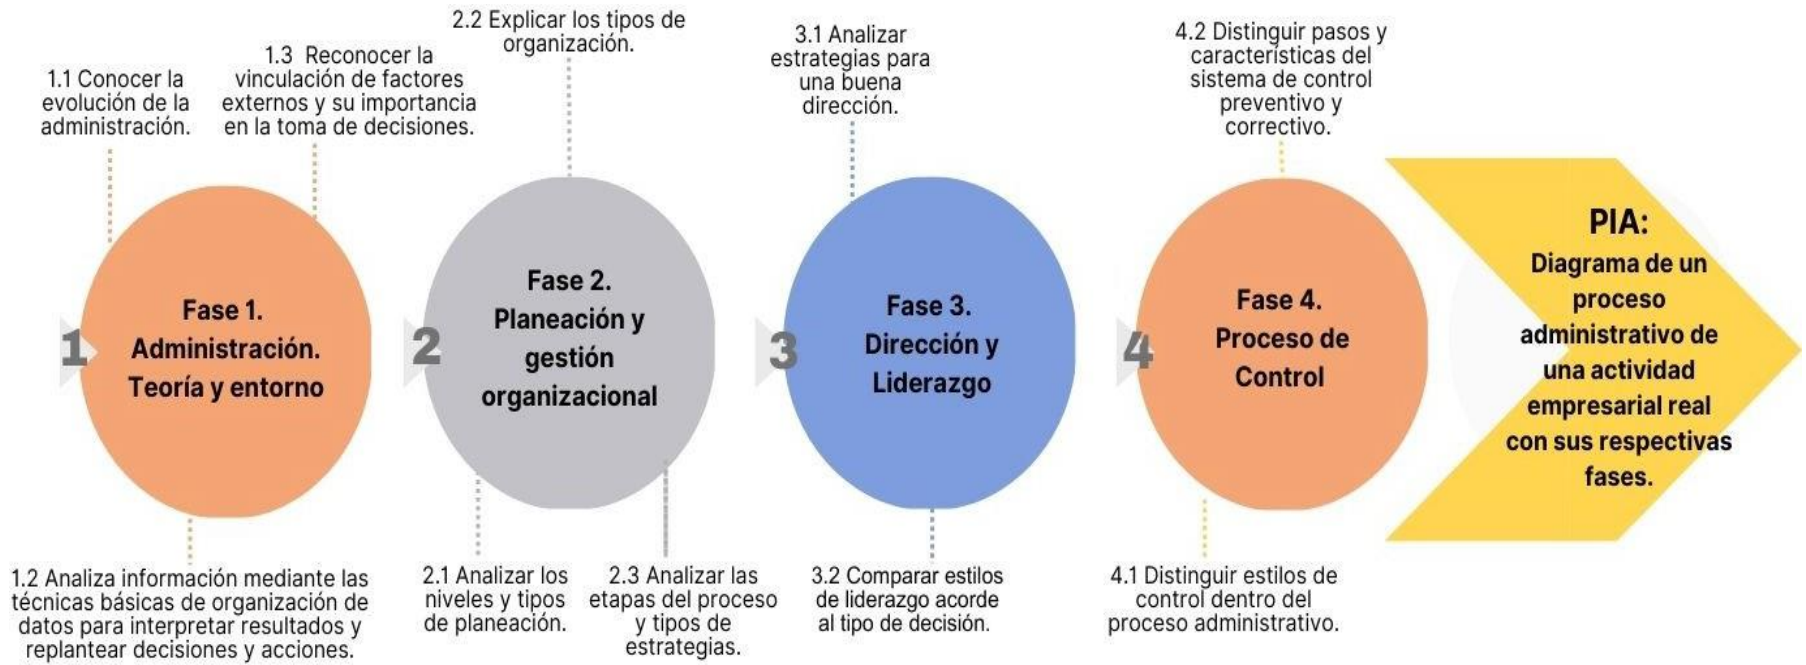 1.1 Conocer la
evolución de la
administración.
1.3 Reconocer la
vinculación de factores
externos y su importancia
en la toma de decisiones.
1
Fase 1.
Administración.
Teoría y entorno
1.2 Analiza información mediante las
técnicas básicas de organización de
datos para interpretar resultados y
replantear decisiones y acciones.
2.2 Explicar los tipos de
organización.
2
Fase 2.
Planeación y
gestión
organizacional
2.1 Analizar los
niveles y tipos
de planeación.
2.3 Analizar las
etapas del proceso
y tipos de
estrategias.
3.1 Analizar
estrategias para
una buena
dirección.
3
Fase 3.
Dirección y
Liderazgo
3.2 Comparar estilos
de liderazgo acorde
al tipo de decisión.
4.2 Distinguir pasos y
características del
sistema de control
preventivo y
correctivo.
4
Fase 4.
Proceso de
Control
4.1 Distinguir estilos de
control dentro del
proceso administrativo.
PIA:
Diagrama de un
proceso
administrativo de
una actividad
empresarial real
con sus respectivas
fases.